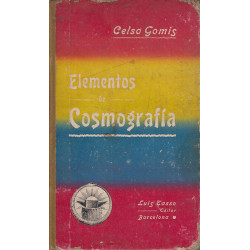 Celso Gomis
Elementos
de
Cosmografía
Luis Tasso
Editor
Barcelona